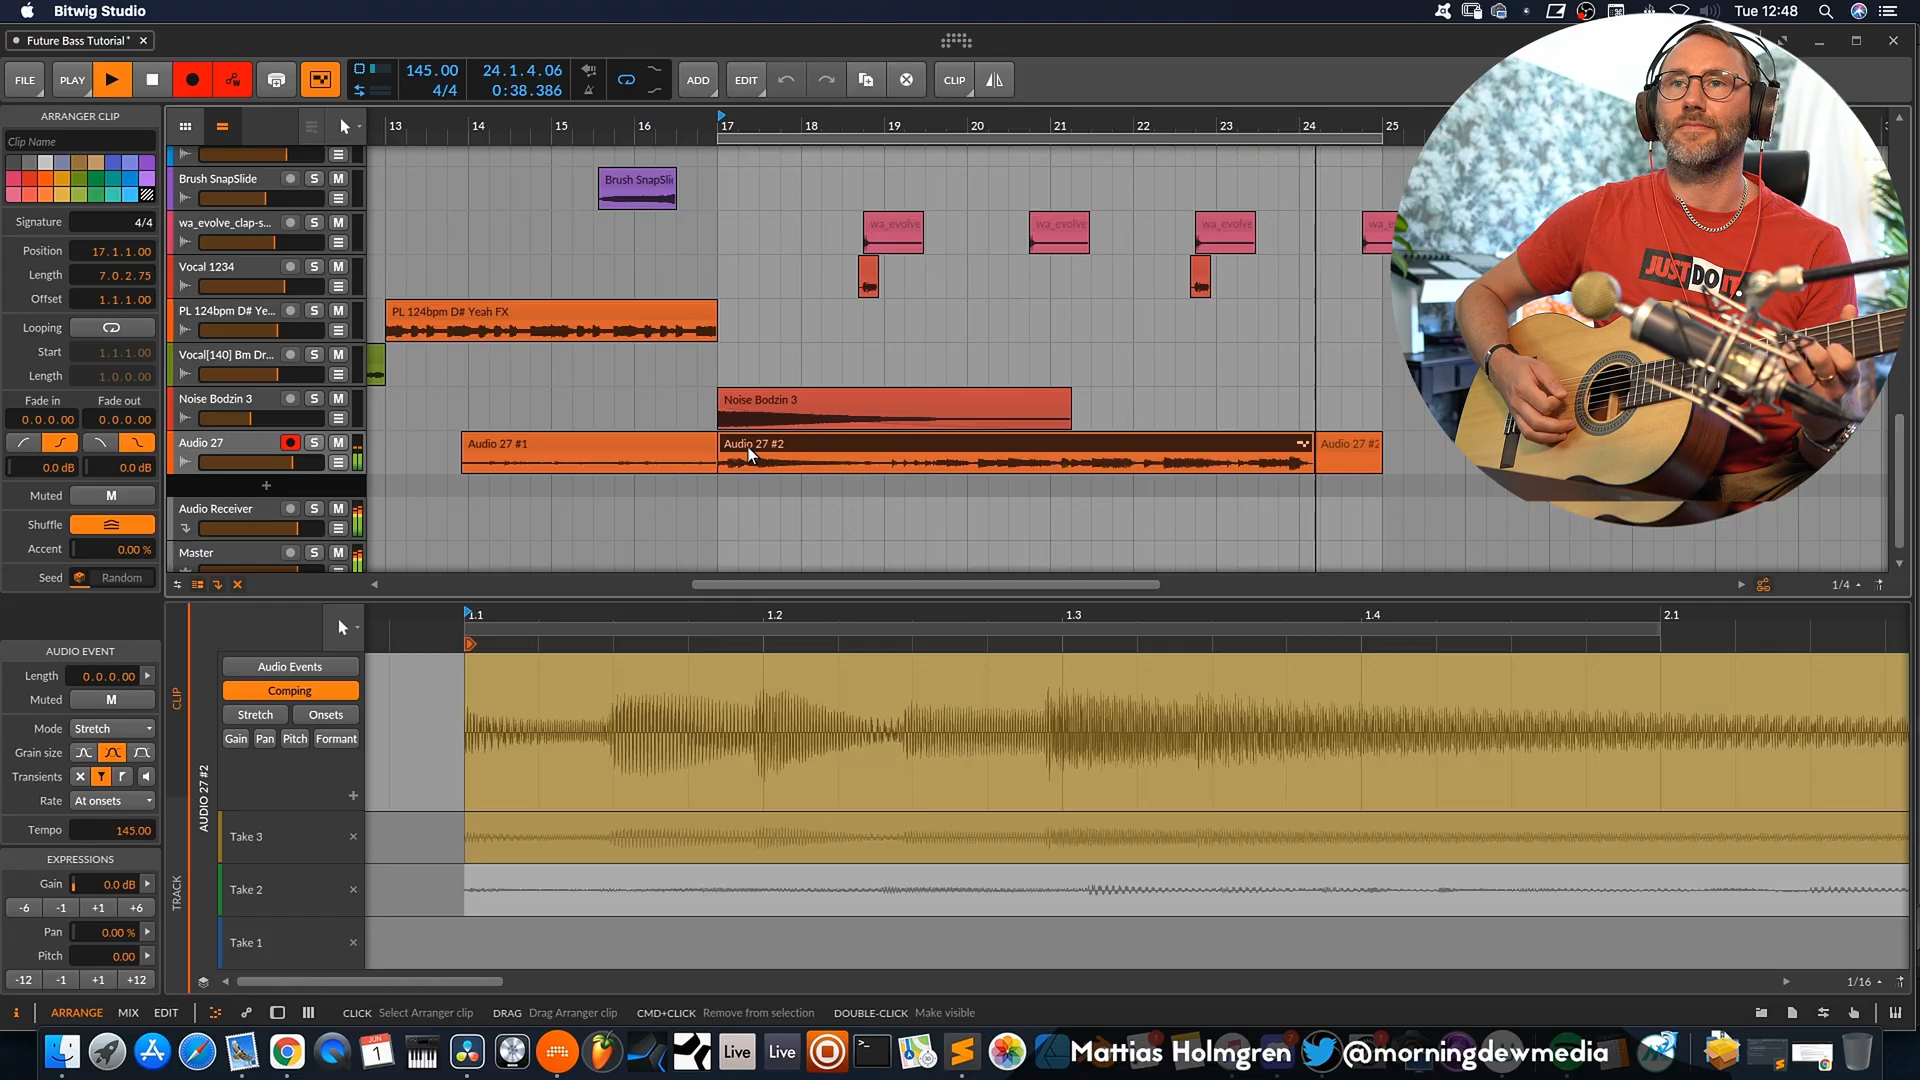 Bitwig Studio
Tue 12:48
Future Bass Tutorial*
FILE
PLAY
145.00
4/4
24.1.4.06
0:38.386
ADD
EDIT
CLIP
ARRANGER CLIP
Clip Name
Signature 4/4
Position 17.1.1.00
Length 7.0.2.75
Offset 1.1.1.00
Looping
Start 1.1.1.00
Length 1.0.0.00
Fade in Fade out
0.0.0.00 0.0.0.00
0.0 dB 0.0 dB
Muted M
Shuffle
Accent 0.00 %
Seed Random
13 14 15 16 17 18 19 20 21 22 23 24 25
Brush SnapSlide S M
Brush SnapSli
wa_evolve_clap-s... S M
wa_evolve
wa_evolve
wa_evolve
wa_e
Vocal 1234 S M
PL 124bpm D# Ye... S M
PL 124bpm D# Yeah FX
Vocal[140] Bm Dr... S M
Noise Bodzin 3 S M
Noise Bodzin 3
Audio 27 S M
Audio 27 #1
Audio 27 #2
Audio 27 #2
Audio Receiver S M
Master S M
1/4
JUST DO IT.
AUDIO EVENT
Length 0.0.0.00
Muted M
Mode Stretch
Grain size
Transients
Rate At onsets
Tempo 145.00
EXPRESSIONS
Gain 0.0 dB
-6 -1 +1 +6
Pan 0.00 %
Pitch 0.00
-12 -1 +1 +12
CLIP
TRACK
AUDIO 27 #2
1.1 1.2 1.3 1.4 2.1
Audio Events
Comping
Stretch Onsets
Gain Pan Pitch Formant
Take 3
Take 2
Take 1
1/16
ARRANGE MIX EDIT
CLICK Select Arranger clip DRAG Drag Arranger clip CMD+CLICK Remove from selection DOUBLE-CLICK Make visible
JUN
1
Live
Live
Mattias Holmgren @morningdewmedia